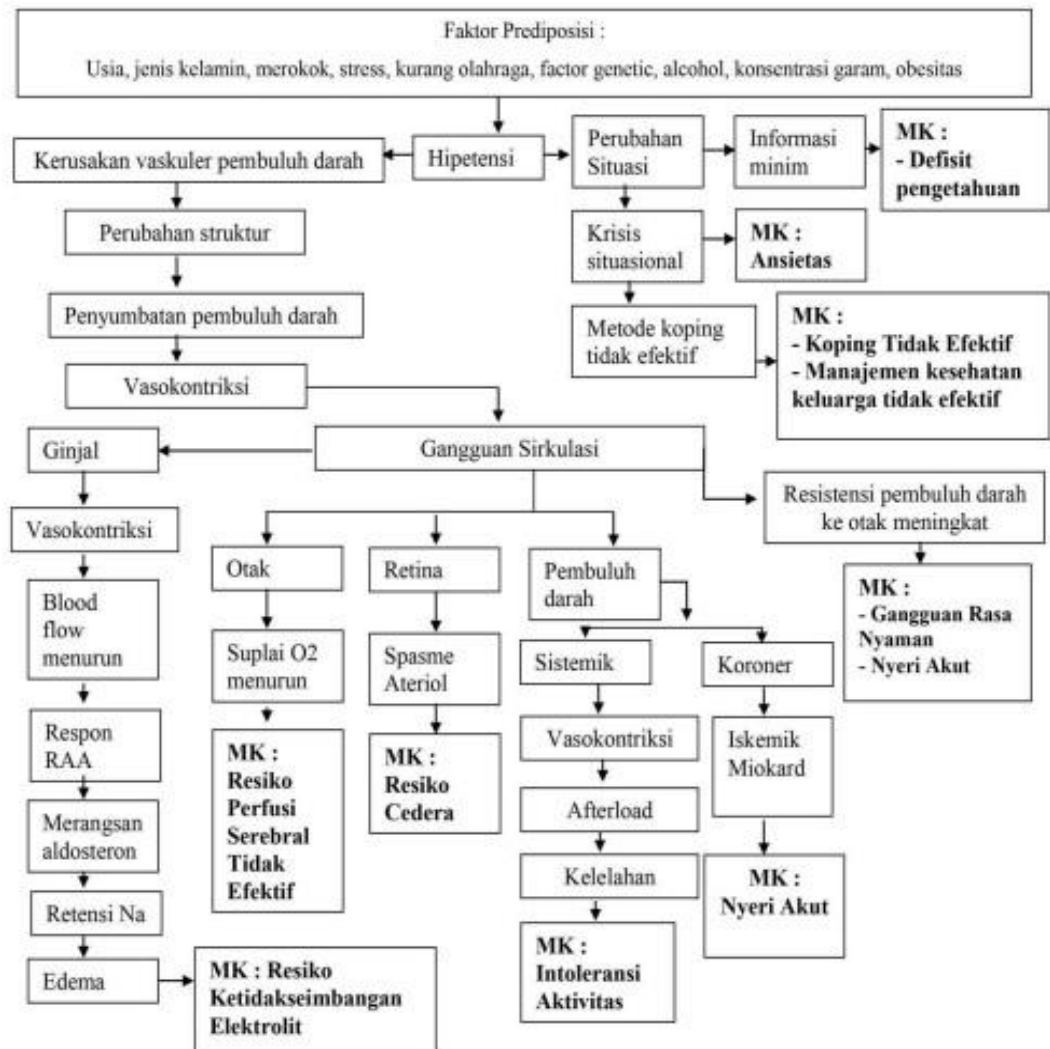 Faktor Prediposisi :
Usia, jenis kelamin, merokok, stress, kurang olahraga, factor genetic, alcohol, konsentrasi garam, obesitas
Kerusakan vaskuler pembuluh darah
Hipetensi
Perubahan
Situasi
Informasi
minim
MK :
- Defisit
pengetahuan
Perubahan struktur
Krisis
situasional
MK :
Ansietas
Penyumbatan pembuluh darah
Metode koping
tidak efektif
MK :
- Koping Tidak Efektif
- Manajemen kesehatan
keluarga tidak efektif
Vasokontriksi
Ginjal
Gangguan Sirkulasi
Resistensi pembuluh darah
ke otak meningkat
Vasokontriksi
Otak
Retina
Pembuluh
darah
MK :
- Gangguan Rasa
Nyaman
- Nyeri Akut
Blood
flow
menurun
Suplai O2
menurun
Spasme
Ateriol
Sistemik
Koroner
Respon
RAA
MK :
Resiko
Perfusi
Serebral
Tidak
Efektif
MK :
Resiko
Cedera
Vasokontriksi
Iskemik
Miokard
Merangsan
aldosteron
Afterload
Kelelahan
MK :
Nyeri Akut
Retensi Na
MK :
Intoleransi
Aktivitas
Edema
MK : Resiko
Ketidakseimbangan
Elektrolit